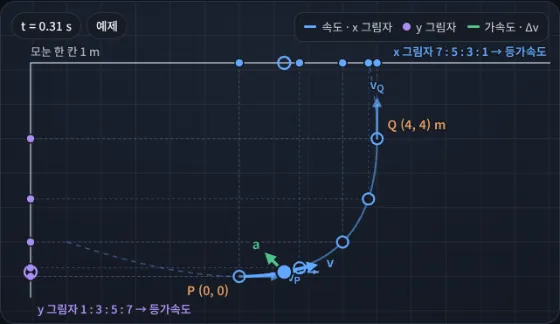 t = 0.31 s
예제
속도 · x 그림자
y 그림자
가속도 · Δv
모눈 한 칸 1 m
x 그림자 7 : 5 : 3 : 1 → 등가속도
vQ
Q (4, 4) m
a
v
P (0, 0)
y 그림자 1 : 3 : 5 : 7 → 등가속도